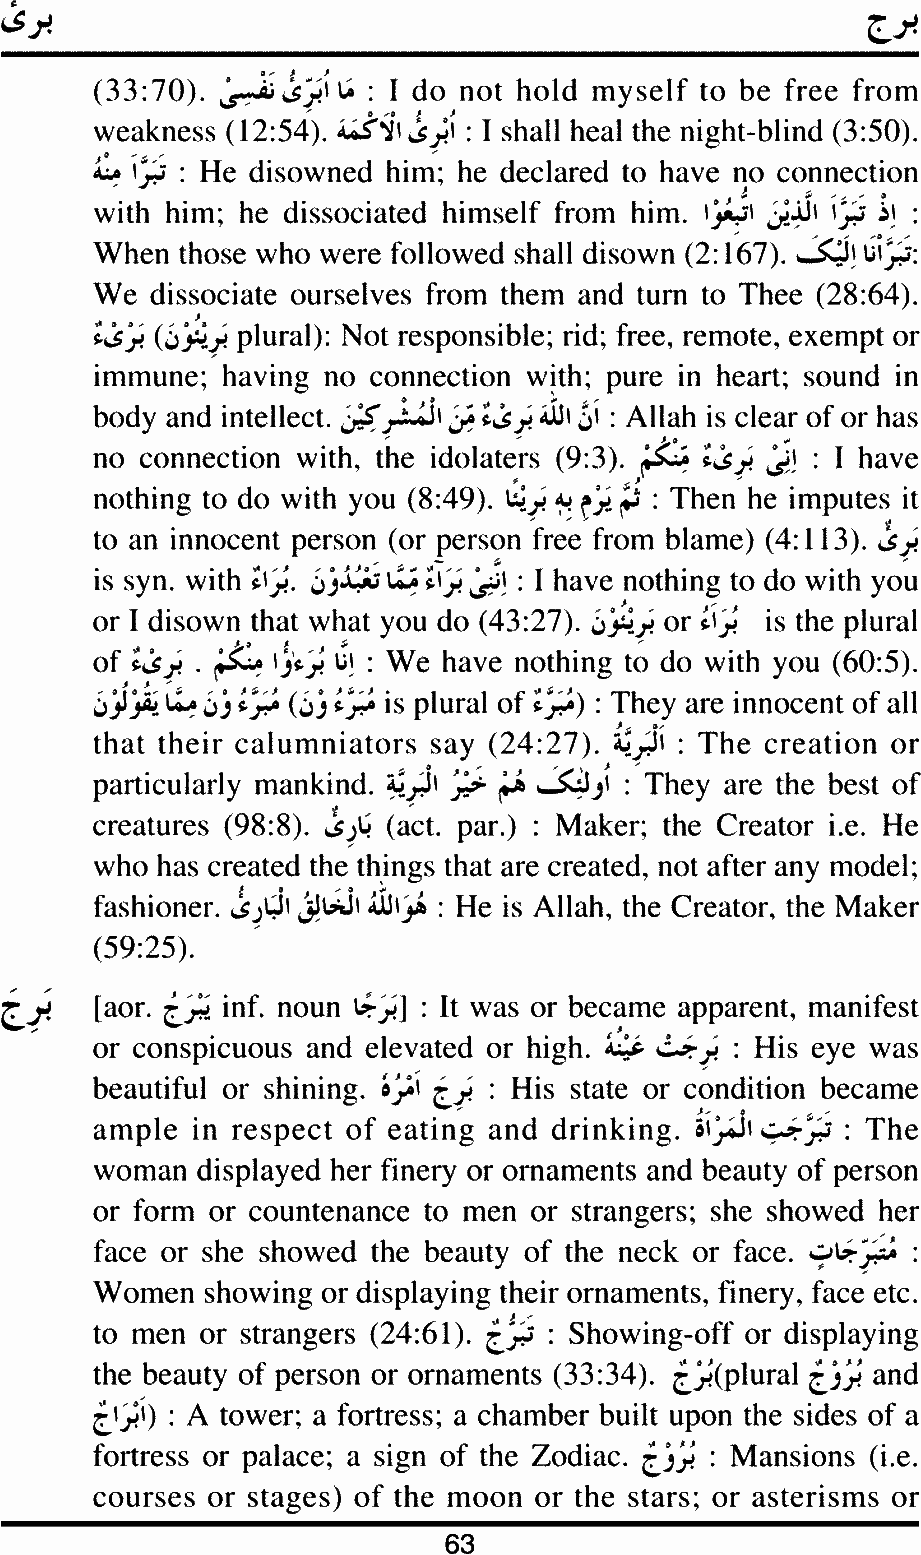 برئ برج
(33:70). مَا أُبَرِّئُ نَفْسِىْ : I do not hold myself to be free from
weakness (12:54). اُبْرِئُ الْاَكْمَهَ : I shall heal the night-blind (3:50).
تَبَرَّاَ مِنْهُ : He disowned him; he declared to have no connection
with him; he dissociated himself from him. اِذْ تَبَرَّاَ الَّذِيْنَ اتُّبِعُوْا :
When those who were followed shall disown (2:167). تَبَرَّاْنَا اِلَيْكَ:
We dissociate ourselves from them and turn to Thee (28:64).
بَرِىْءٌ (بَرِيْئُوْنَ plural): Not responsible; rid; free, remote, exempt or
immune; having no connection with; pure in heart; sound in
body and intellect. اَنَّ اللّٰهَ بَرِىْءٌ مِّنَ الْمُشْرِكِيْنَ : Allah is clear of or has
no connection with, the idolaters (9:3). اِنِّىْ بَرِىْءٌ مِّنْكُمْ : I have
nothing to do with you (8:49). ثُمَّ يَرْمِ بِهٖ بَرِيْئًا : Then he imputes it
to an innocent person (or person free from blame) (4:113). بَرِئٌ
is syn. with بُرَاءٌ. اِنَّنِىْ بَرَآءٌ مِّمَّا تَعْبُدُوْنَ : I have nothing to do with you
or I disown that what you do (43:27). بَرِيْئُوْنَ or بُرَآءُ is the plural
of بَرِىْءٌ . اِنَّا بُرَءٰؤُا مِنْكُمْ : We have nothing to do with you (60:5).
مُبَرَّءُوْنَ مِمَّا يَقُوْلُوْنَ (مُبَرَّءُوْنَ is plural of مُبَرَّءٌ) : They are innocent of all
that their calumniators say (24:27). اَلْبَرِيَّةُ : The creation or
particularly mankind. اُولٰئِكَ هُمْ خَيْرُ الْبَرِيَّةِ : They are the best of
creatures (98:8). بَارِئٌ (act. par.) : Maker; the Creator i.e. He
who has created the things that are created, not after any model;
fashioner. هُوَ اللّٰهُ الْخَالِقُ الْبَارِئُ : He is Allah, the Creator, the Maker
(59:25).
بَرِجَ [aor. يَبْرَجُ inf. noun بَرَجًا] : It was or became apparent, manifest
or conspicuous and elevated or high. بَرِجَتْ عَيْنُهُ : His eye was
beautiful or shining. بَرِجَ اَمْرُهُ : His state or condition became
ample in respect of eating and drinking. تَبَرَّجَتِ الْمَرْاَةُ : The
woman displayed her finery or ornaments and beauty of person
or form or countenance to men or strangers; she showed her
face or she showed the beauty of the neck or face. مُتَبَرِّجَاتٍ :
Women showing or displaying their ornaments, finery, face etc.
to men or strangers (24:61). تَبَرُّجٌ : Showing-off or displaying
the beauty of person or ornaments (33:34). بُرْجٌ(plural بُرُوْجٌ and
اَبْرَاجٌ) : A tower; a fortress; a chamber built upon the sides of a
fortress or palace; a sign of the Zodiac. بُرُوْجٌ : Mansions (i.e.
courses or stages) of the moon or the stars; or asterisms or
63